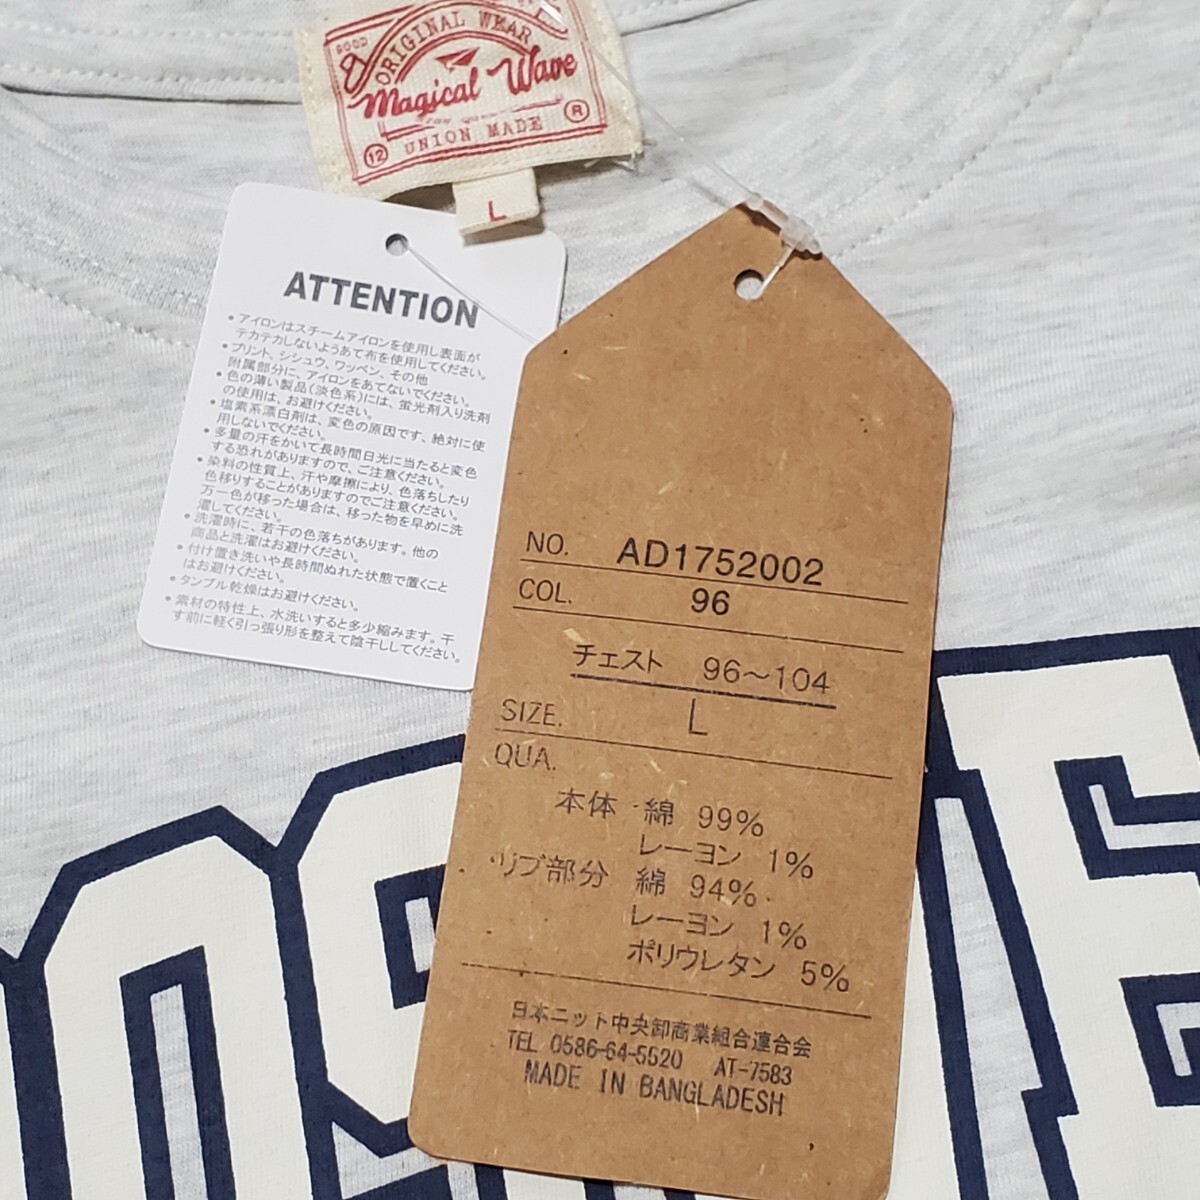 GOOD
ORIGINAL WEAR
Magical Wave
12 UNION MADE R
L
ATTENTION
•アイロンはスチームアイロンを使用し表面が
テカテカしないようあて布を使用してください。
•プリント、シシュウ、ワッペン、その他
附属部分に、アイロンをあてないでください。
•色の薄い製品(淡色系)には、蛍光剤入り洗剤
の使用は、お避けください。
•塩素系漂白剤は、変色の原因です、絶対に使
用しないでください。
•多量の汗をかいて長時間日光に当たると変色
する恐れがありますので、ご注意ください。
•染料の性質上、汗や摩擦により、色落ちしたり
色移りすることがありますのでご注意ください。
万一色が移った場合は、移った物を早めに洗
濯してください。
•洗濯時に、若干の色落ちがあります。他の
商品と洗濯はお避けください。
•付け置き洗いや長時間ぬれた状態で置くこと
はお避けください。
•タンブル乾燥はお避けください。
•素材の特性上、水洗いすると多少縮みます。干
す前に軽く引っ張り形を整えて陰干ししてください。
NO. AD1752002
COL. 96
チェスト 96～104
SIZE. L
QUA.
本体 綿 99%
レーヨン 1%
リブ部分 綿 94%
レーヨン 1%
ポリウレタン 5%
日本ニット中央卸商業組合連合会
TEL 0586-64-5520 AT-7583
MADE IN BANGLADESH